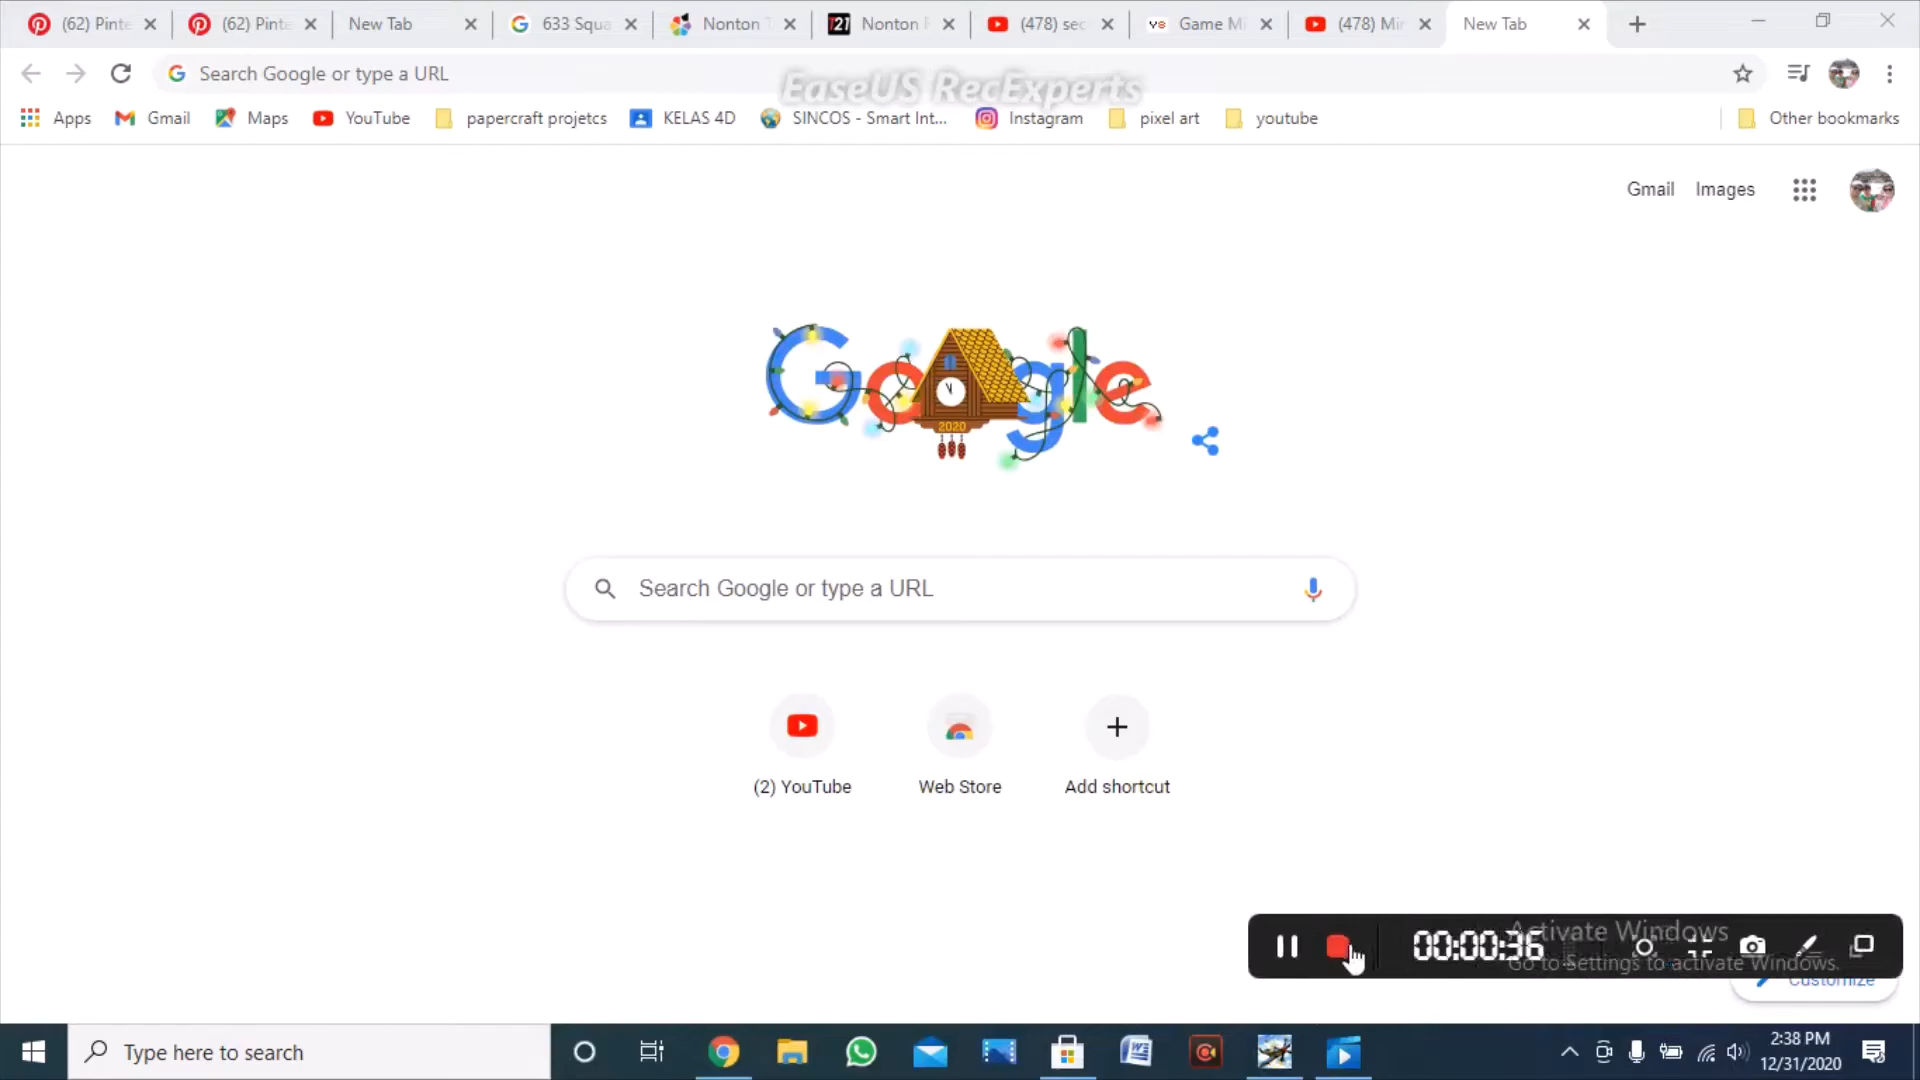 (62) Pinte
(62) Pinte
New Tab
633 Squa
Nonton T
Nonton F
(478) sec
Game Mi
(478) Mir
New Tab
Search Google or type a URL
EaseUS RecExperts
Apps
Gmail
Maps
YouTube
papercraft projetcs
KELAS 4D
SINCOS - Smart Int...
Instagram
pixel art
youtube
Other bookmarks
Gmail
Images
Google
2020
Search Google or type a URL
(2) YouTube
Web Store
Add shortcut
00:00:36
Activate Windows
Go to Settings to activate Windows.
Customize
Type here to search
2:38 PM
12/31/2020